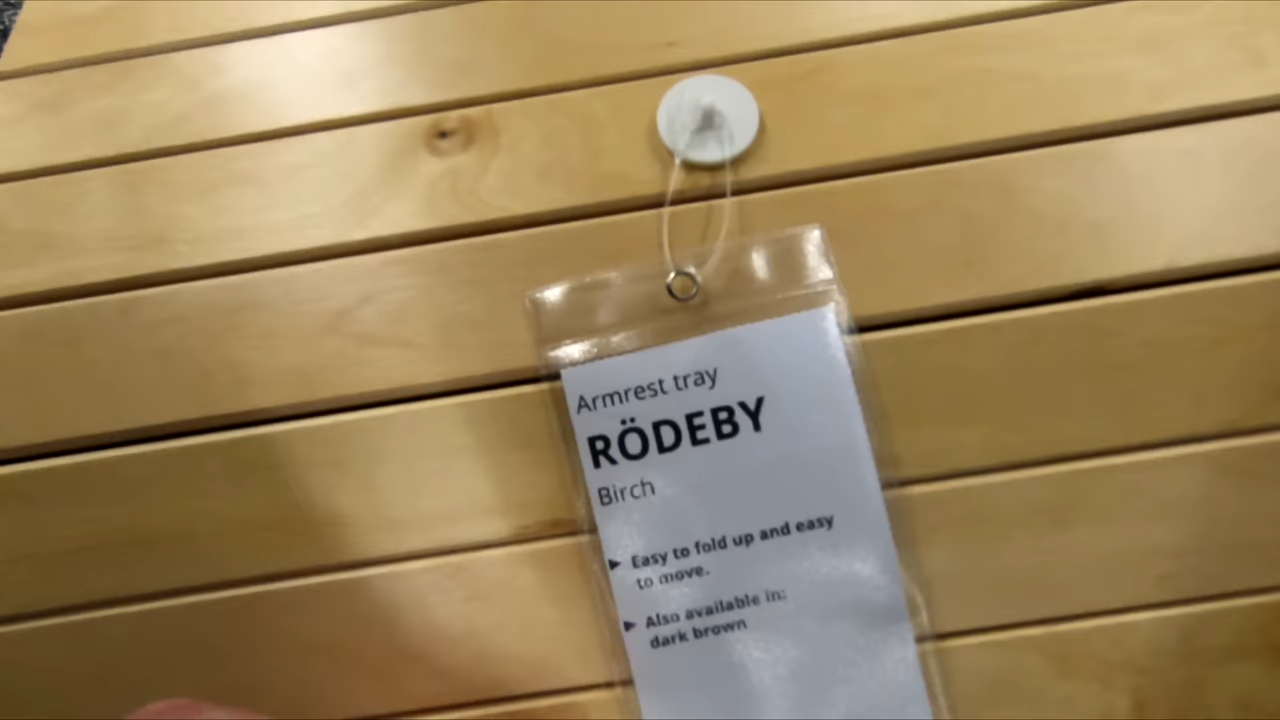 Armrest tray
RÖDEBY
Birch
▶ Easy to fold up and easy
to move.
▶ Also available in:
dark brown